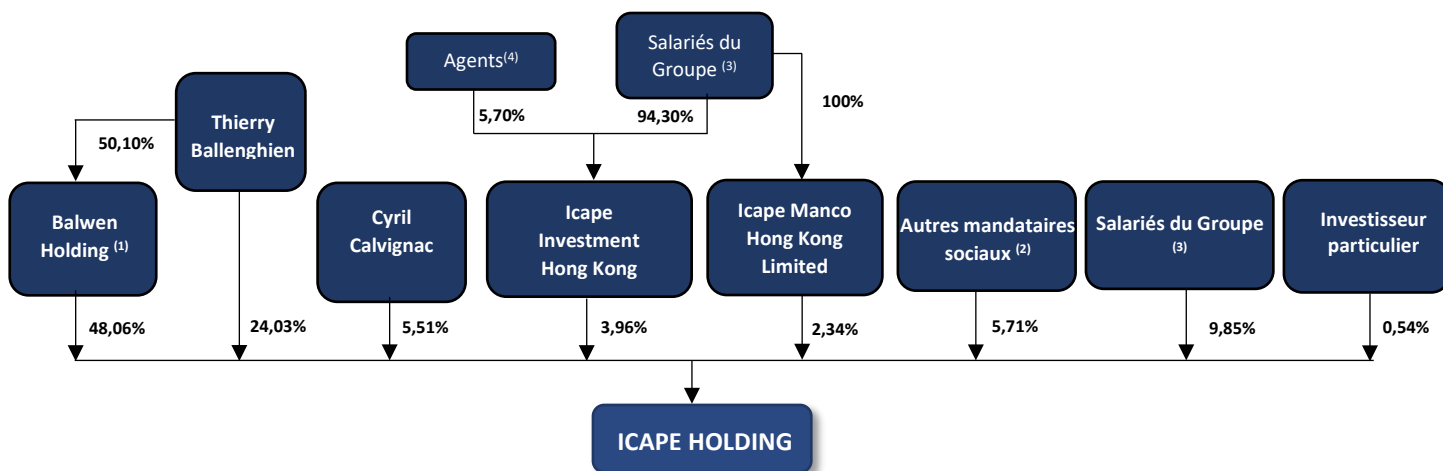 Agents(4)
Salariés du
Groupe (3)
Thierry
Ballenghien
50,10%
5,70%
94,30%
100%
Balwen
Holding (1)
Cyril
Calvignac
Icape
Investment
Hong Kong
Icape Manco
Hong Kong
Limited
Autres mandataires
sociaux (2)
Salariés du Groupe
(3)
Investisseur
particulier
48,06%
24,03%
5,51%
3,96%
2,34%
5,71%
9,85%
0,54%
ICAPE HOLDING